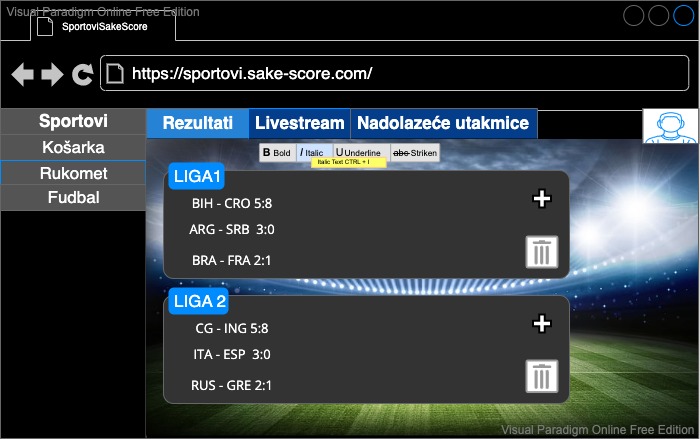 Visual Paradigm Online Free Edition
SportoviSakeScore
https://sportovi.sake-score.com/
Sportovi
Košarka
Rukomet
Fudbal
Rezultati
Livestream
Nadolazeće utakmice
B Bold
I Italic
U Underline
abc Striken
Italic Text CTRL + I
LIGA1
BIH - CRO 5:8
ARG - SRB 3:0
BRA - FRA 2:1
LIGA 2
CG - ING 5:8
ITA - ESP 3:0
RUS - GRE 2:1
Visual Paradigm Online Free Edition